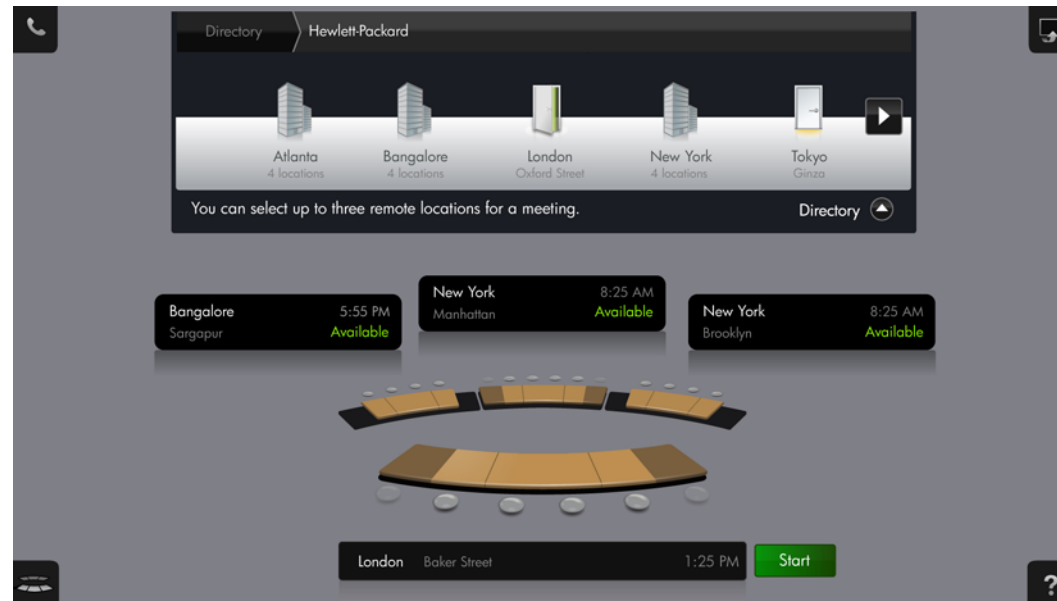 Directory Hewlett-Packard
Atlanta Bangalore London New York Tokyo
4 locations 4 locations Oxford Street 4 locations Ginza
You can select up to three remote locations for a meeting. Directory
New York 8:25 AM
Manhattan Available
Bangalore 5:55 PM
Sargapur Available
New York 8:25 AM
Brooklyn Available
London Baker Street 1:25 PM Start
?